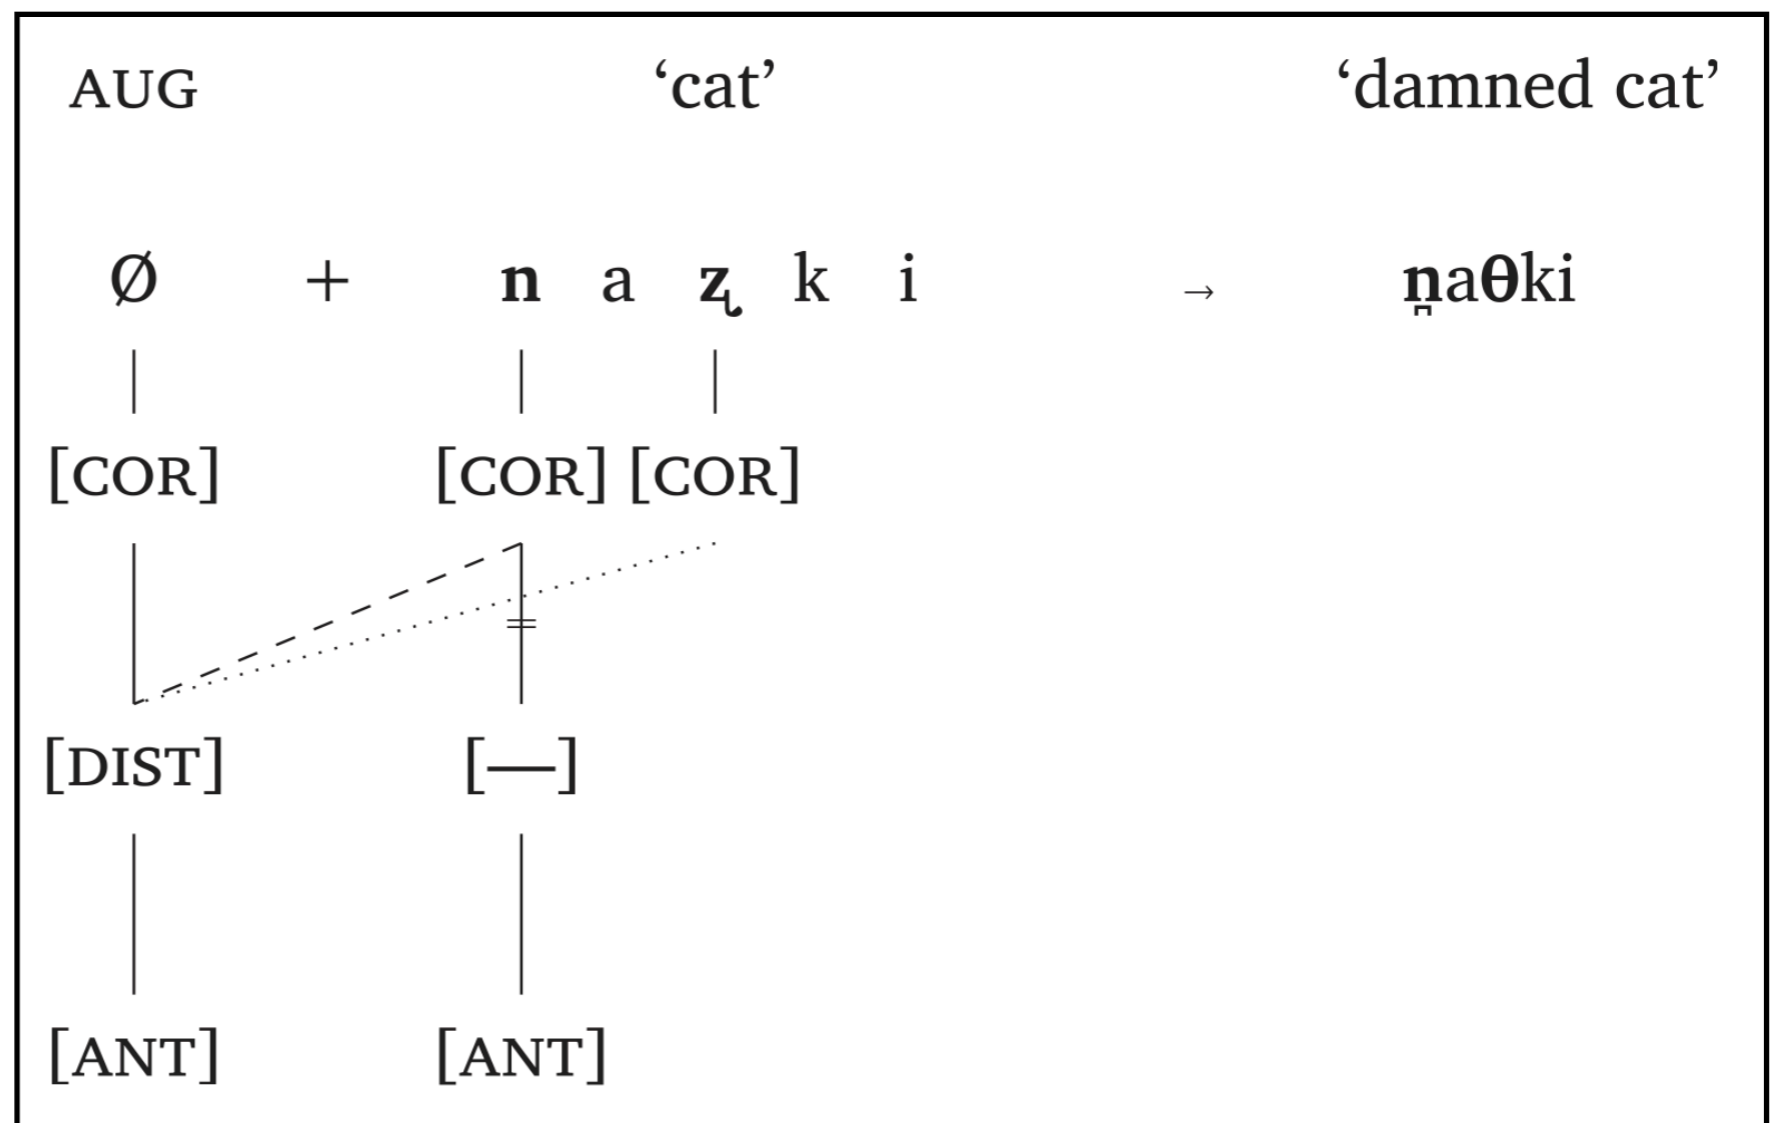 AUG ‘cat’ ‘damned cat’
Ø + n a ʐ k i → n̪aθki
[COR] [COR] [COR]
[DIST] [—]
[ANT] [ANT]